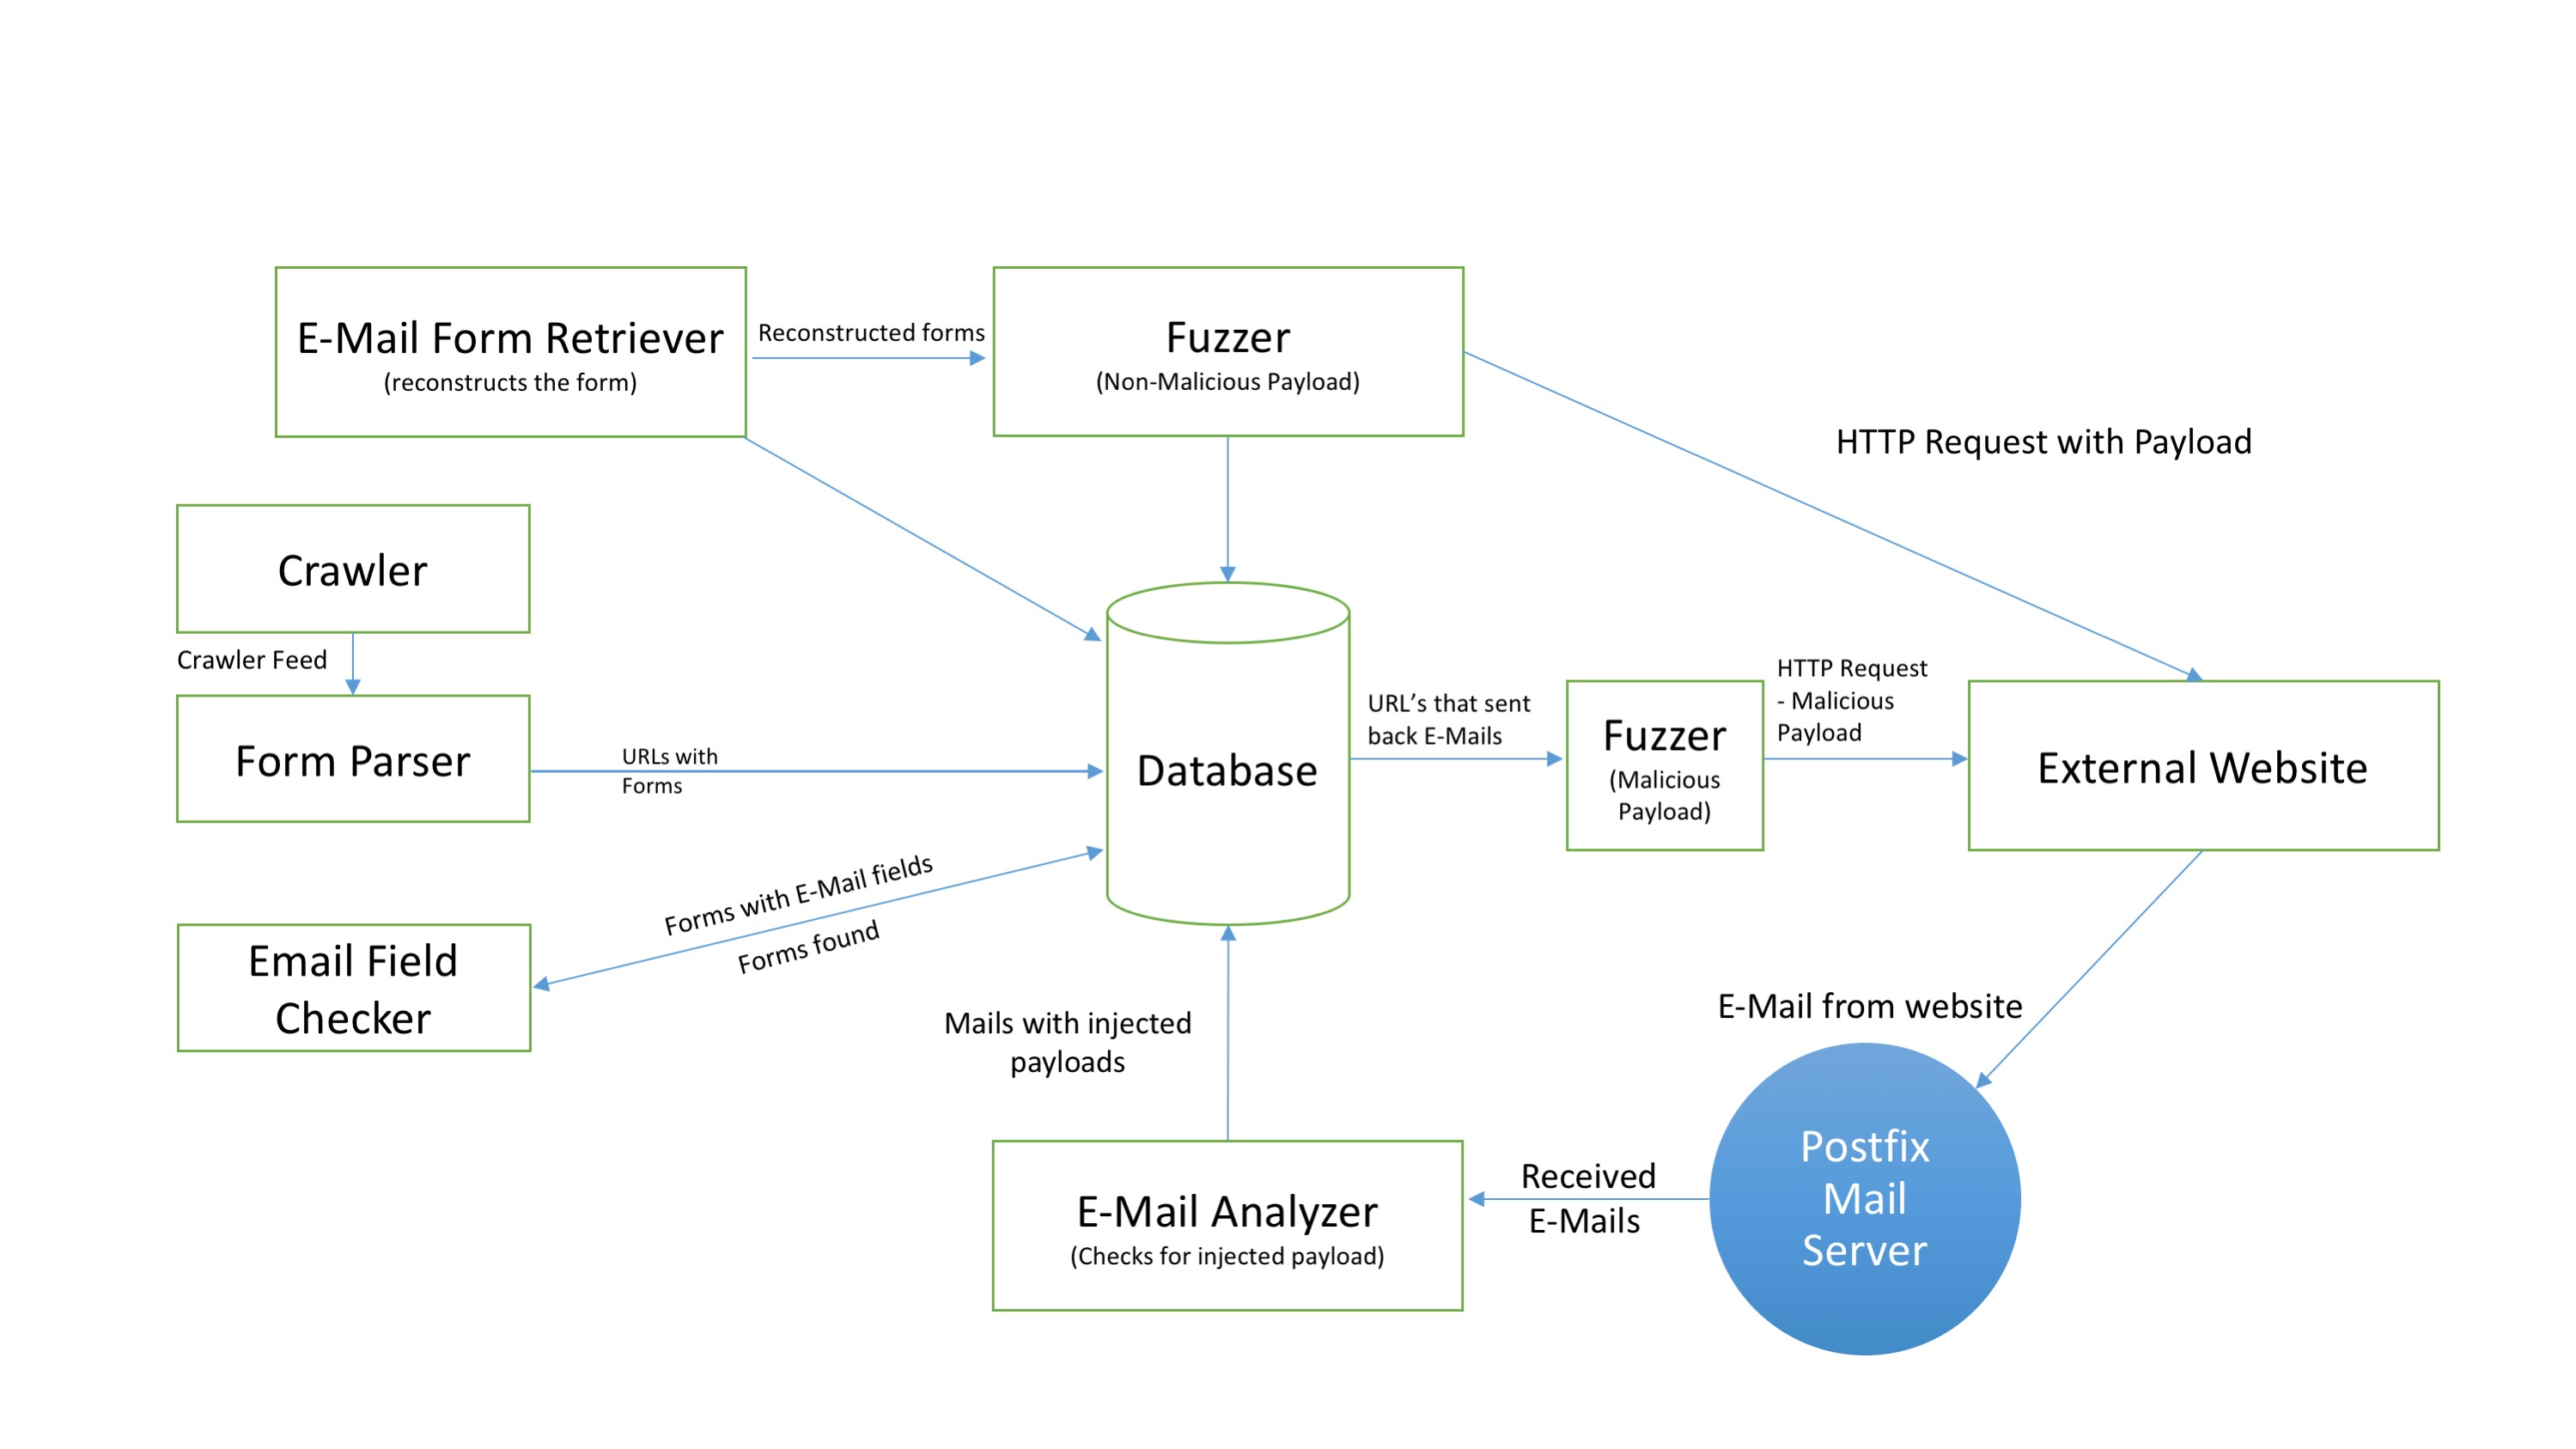 E-Mail Form Retriever
(reconstructs the form)
Reconstructed forms
Fuzzer
(Non-Malicious Payload)
HTTP Request with Payload
Crawler
Crawler Feed
Form Parser
URLs with
Forms
Database
URL’s that sent
back E-Mails
Fuzzer
(Malicious
Payload)
HTTP Request
- Malicious
Payload
External Website
Forms with E-Mail fields
Forms found
Email Field
Checker
Mails with injected
payloads
E-Mail from website
E-Mail Analyzer
(Checks for injected payload)
Received
E-Mails
Postfix
Mail
Server